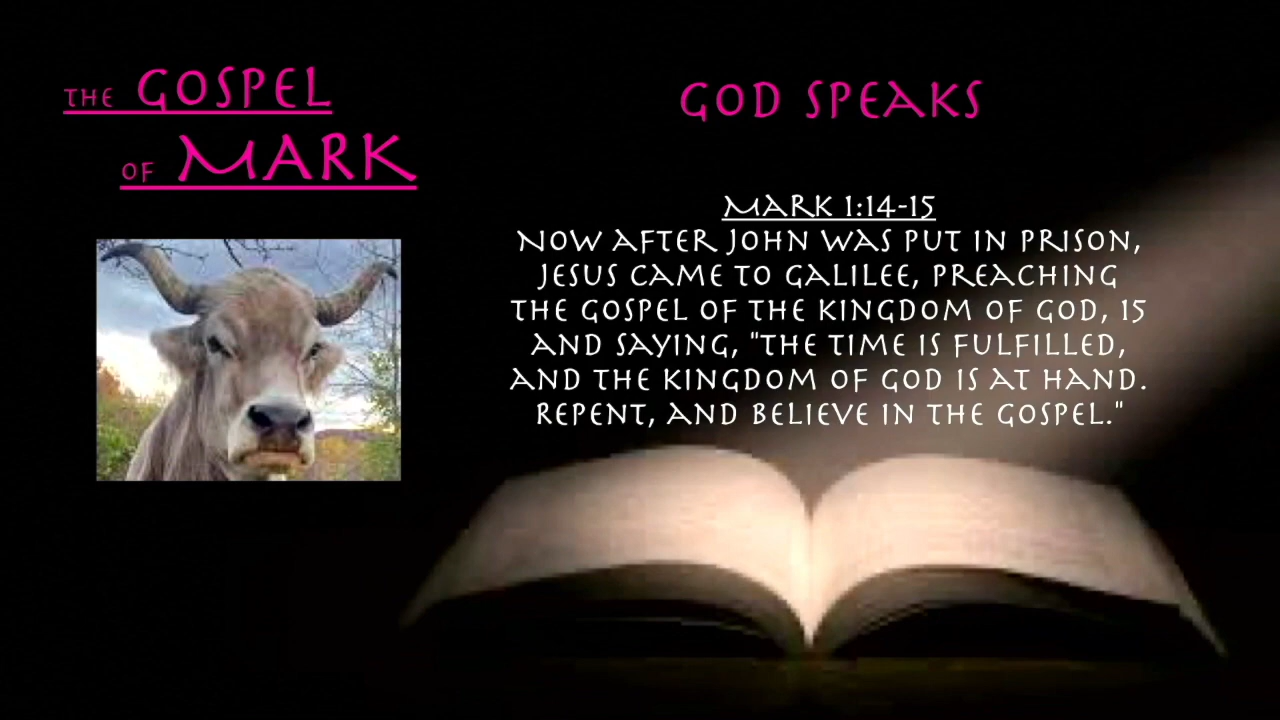 THE GOSPEL
OF MARK
GOD SPEAKS
MARK 1:14-15
NOW AFTER JOHN WAS PUT IN PRISON,
JESUS CAME TO GALILEE, PREACHING
THE GOSPEL OF THE KINGDOM OF GOD, 15
AND SAYING, "THE TIME IS FULFILLED,
AND THE KINGDOM OF GOD IS AT HAND.
REPENT, AND BELIEVE IN THE GOSPEL."